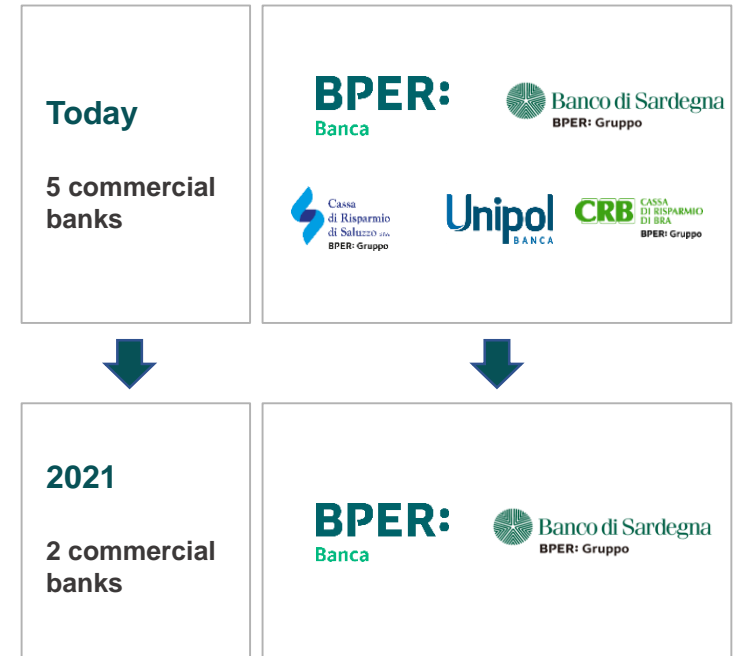 Today
5 commercial
banks
BPER:
Banca
Banco di Sardegna
BPER: Gruppo
Cassa
di Risparmio
di Saluzzo
BPER: Gruppo
Unipol
BANCA
CRB
CASSA
DI RISPARMIO
DI BRA
BPER: Gruppo
2021
2 commercial
banks
BPER:
Banca
Banco di Sardegna
BPER: Gruppo